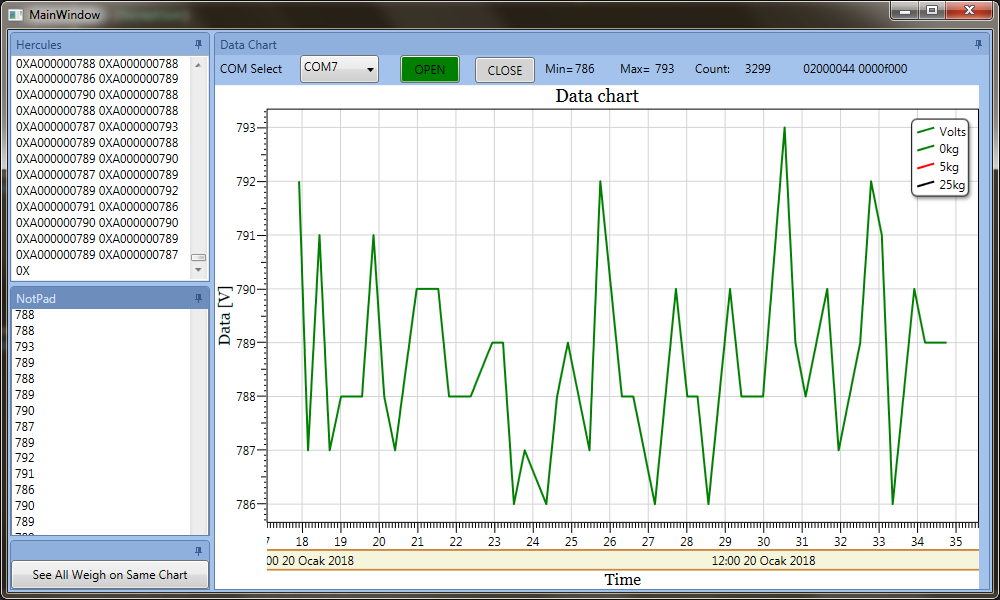 MainWindow
Hercules
0XA000000788 0XA000000788
0XA000000786 0XA000000789
0XA000000790 0XA000000788
0XA000000788 0XA000000788
0XA000000787 0XA000000793
0XA000000789 0XA000000788
0XA000000789 0XA000000790
0XA000000787 0XA000000789
0XA000000789 0XA000000792
0XA000000791 0XA000000786
0XA000000790 0XA000000790
0XA000000789 0XA000000789
0XA000000789 0XA000000787
0X
NotPad
788
788
793
789
788
789
790
787
789
792
791
786
790
789
See All Weigh on Same Chart
Data Chart
COM Select COM7 OPEN CLOSE Min= 786 Max= 793 Count: 3299 02000044 0000f000
Data chart
Data [V]
793
792
791
790
789
788
787
786
Volts
0kg
5kg
25kg
7 18 19 20 21 22 23 24 25 26 27 28 29 30 31 32 33 34 35
00 20 Ocak 2018 12:00 20 Ocak 2018
Time